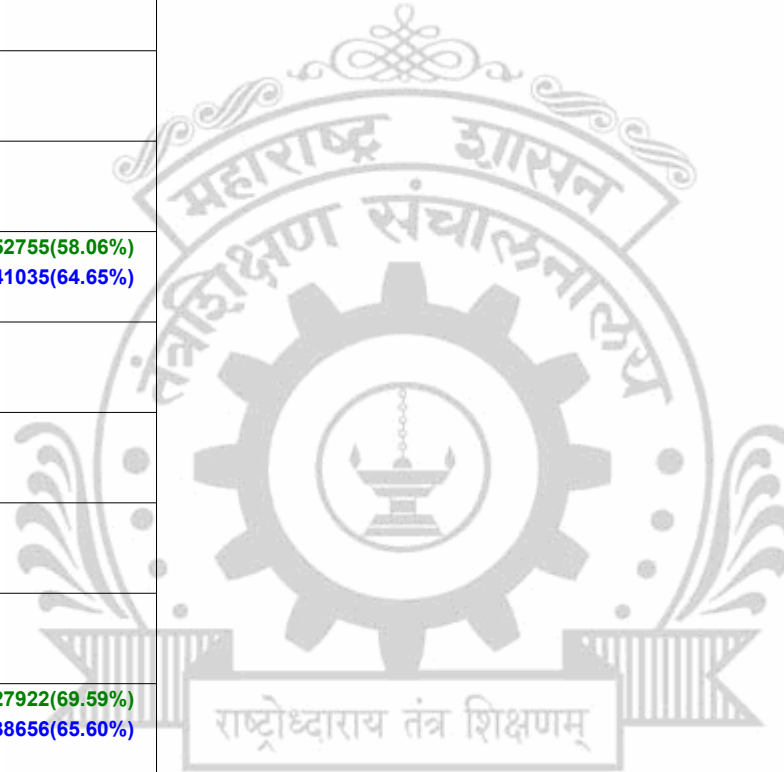 महाराष्ट्र शासन
तंत्रशिक्षण संचालनालय
52755(58.06%)
41035(64.65%)
27922(69.59%)
38656(65.60%)
राष्ट्रोध्दाराय तंत्र शिक्षणम्